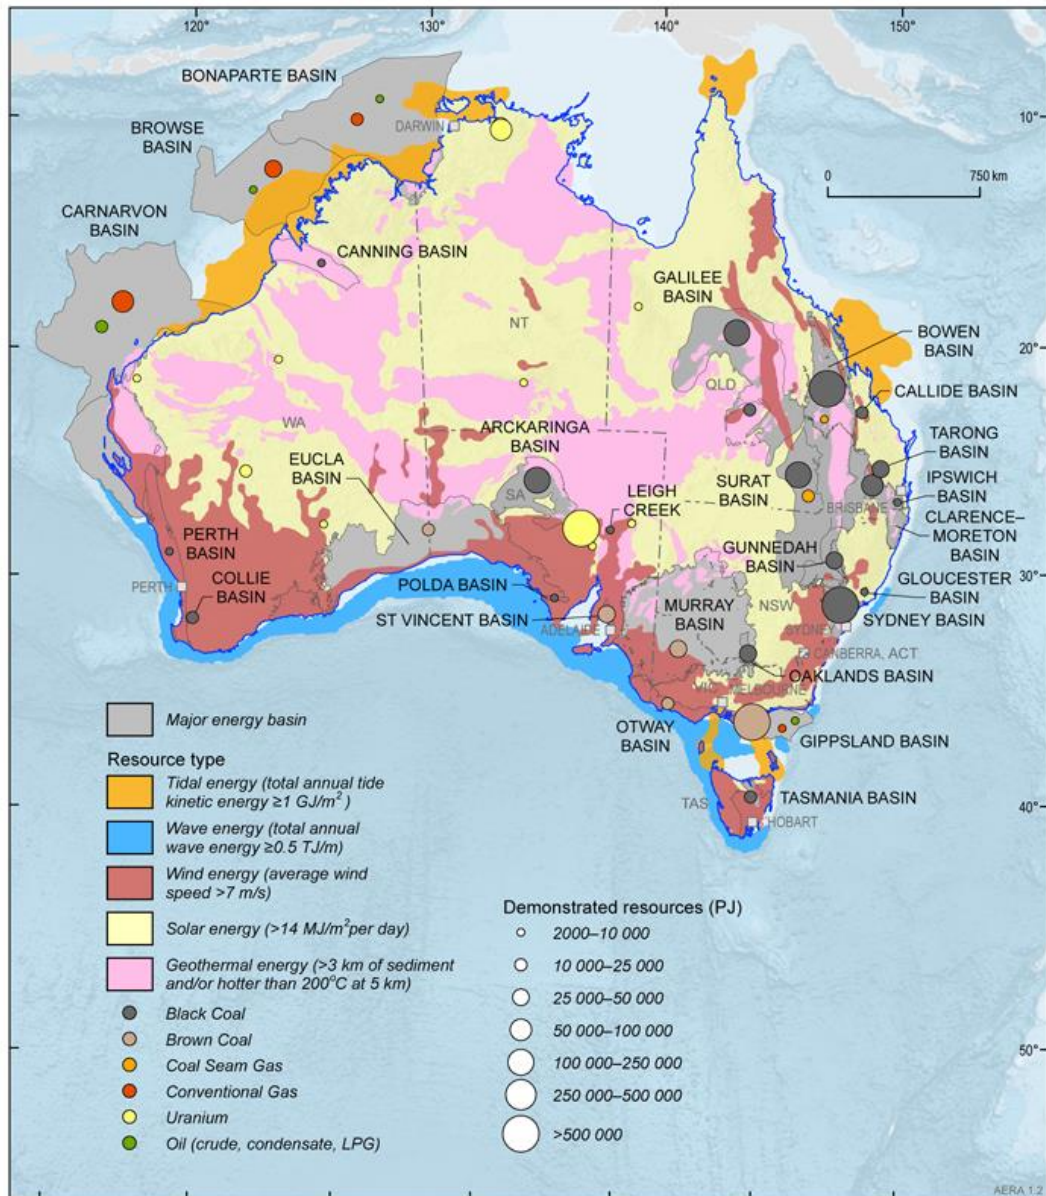 120°
130°
140°
150°
BONAPARTE BASIN
BROWSE
BASIN
DARWIN
10°
10°
0
750 km
CARNARVON
BASIN
CANNING BASIN
GALILEE
BASIN
NT
BOWEN
BASIN
20°
20°
QLD
CALLIDE BASIN
WA
ARCKARINGA
BASIN
TARONG
BASIN
EUCLA
BASIN
SURAT
BASIN
IPSWICH
BASIN
SA
LEIGH
CREEK
BRISBANE
CLARENCE–
MORETON
BASIN
PERTH
BASIN
GUNNEDAH
BASIN
30°
30°
PERTH
COLLIE
BASIN
POLDA BASIN
GLOUCESTER
BASIN
MURRAY
BASIN
NSW
ST VINCENT BASIN
SYDNEY BASIN
ADELAIDE
SYDNEY
CANBERRA, ACT
OAKLANDS BASIN
VIC
MELBOURNE
OTWAY
BASIN
GIPPSLAND BASIN
TAS
TASMANIA BASIN
40°
HOBART
50°
Major energy basin
Resource type
Tidal energy (total annual tide
kinetic energy ≥1 GJ/m² )
Wave energy (total annual
wave energy ≥0.5 TJ/m)
Wind energy (average wind
speed >7 m/s)
Solar energy (>14 MJ/m²per day)
Geothermal energy (>3 km of sediment
and/or hotter than 200°C at 5 km)
Black Coal
Brown Coal
Coal Seam Gas
Conventional Gas
Uranium
Oil (crude, condensate, LPG)
Demonstrated resources (PJ)
2000–10 000
10 000–25 000
25 000–50 000
50 000–100 000
100 000–250 000
250 000–500 000
>500 000
AERA 1.2